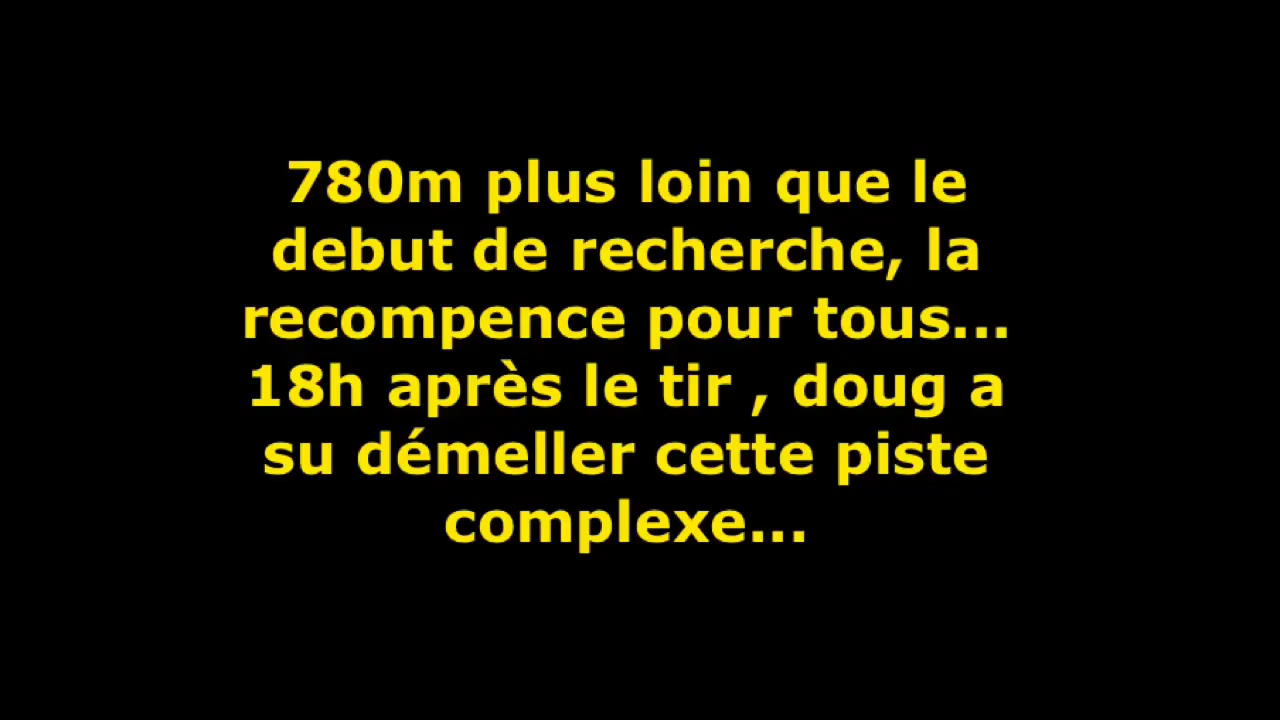 780m plus loin que le
debut de recherche, la
recompence pour tous...
18h après le tir , doug a
su démeller cette piste
complexe...